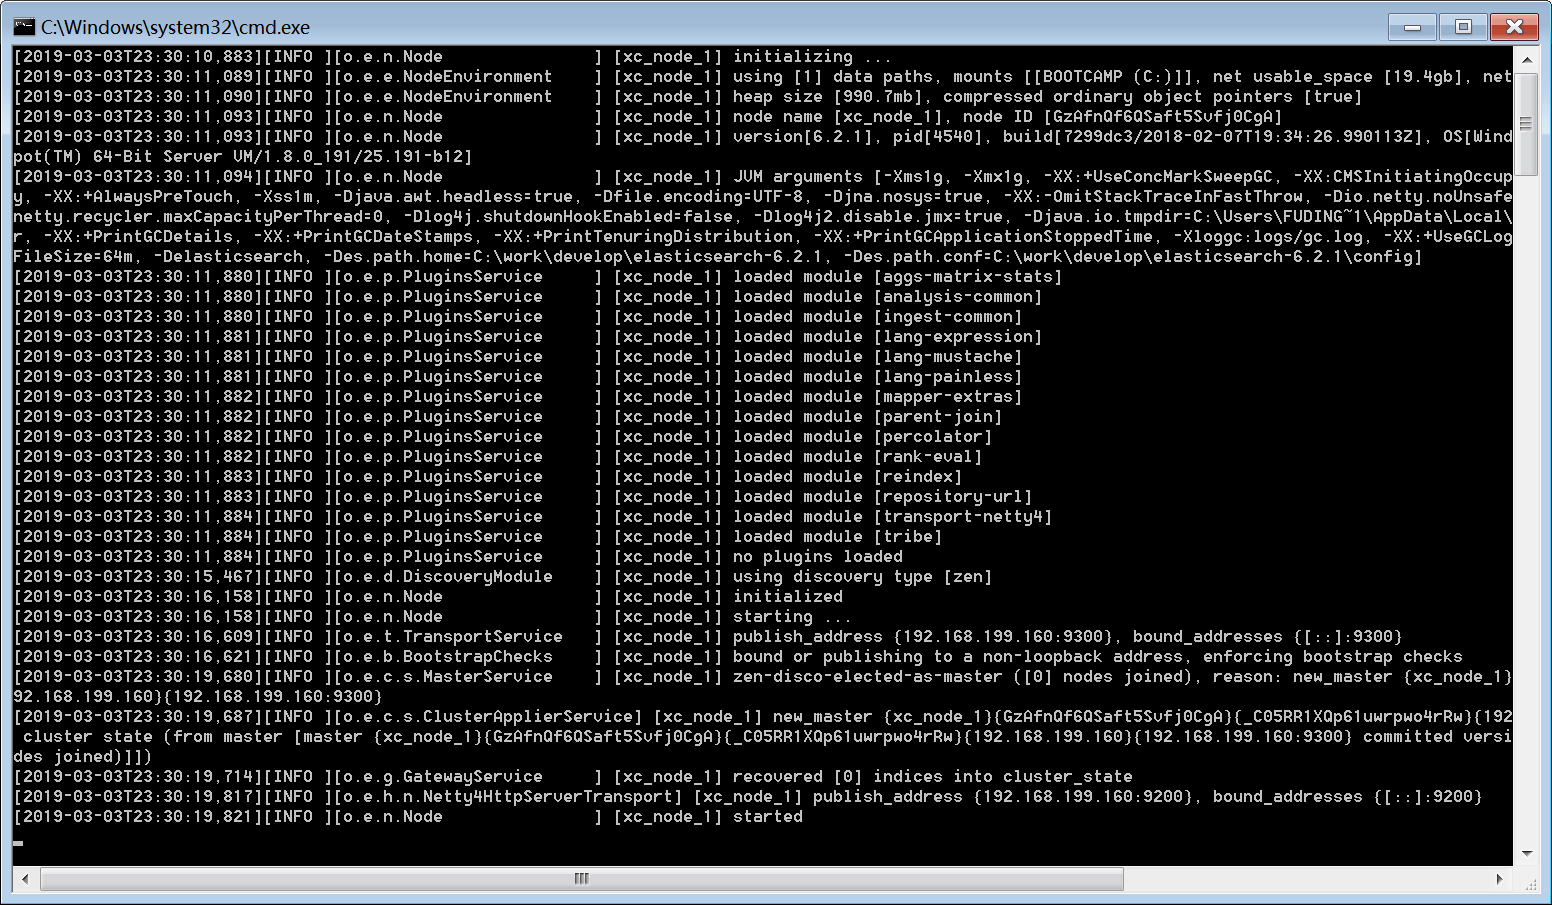 C:\Windows\system32\cmd.exe
[2019-03-03T23:30:10,883][INFO ][o.e.n.Node               ] [xc_node_1] initializing ...
[2019-03-03T23:30:11,089][INFO ][o.e.e.NodeEnvironment    ] [xc_node_1] using [1] data paths, mounts [[BOOTCAMP (C:)]], net usable_space [19.4gb], net
[2019-03-03T23:30:11,090][INFO ][o.e.e.NodeEnvironment    ] [xc_node_1] heap size [990.7mb], compressed ordinary object pointers [true]
[2019-03-03T23:30:11,093][INFO ][o.e.n.Node               ] [xc_node_1] node name [xc_node_1], node ID [GzAfnQf6QSaft5Svfj0CgA]
[2019-03-03T23:30:11,093][INFO ][o.e.n.Node               ] [xc_node_1] version[6.2.1], pid[4540], build[7299dc3/2018-02-07T19:34:26.990113Z], OS[Wind
pot(TM) 64-Bit Server VM/1.8.0_191/25.191-b12]
[2019-03-03T23:30:11,094][INFO ][o.e.n.Node               ] [xc_node_1] JVM arguments [-Xms1g, -Xmx1g, -XX:+UseConcMarkSweepGC, -XX:CMSInitiatingOccup
y, -XX:+AlwaysPreTouch, -Xss1m, -Djava.awt.headless=true, -Dfile.encoding=UTF-8, -Djna.nosys=true, -XX:-OmitStackTraceInFastThrow, -Dio.netty.noUnsafe
netty.recycler.maxCapacityPerThread=0, -Dlog4j.shutdownHookEnabled=false, -Dlog4j2.disable.jmx=true, -Djava.io.tmpdir=C:\Users\FUDING~1\AppData\Local\
r, -XX:+PrintGCDetails, -XX:+PrintGCDateStamps, -XX:+PrintTenuringDistribution, -XX:+PrintGCApplicationStoppedTime, -Xloggc:logs/gc.log, -XX:+UseGCLog
FileSize=64m, -Delasticsearch, -Des.path.home=C:\work\develop\elasticsearch-6.2.1, -Des.path.conf=C:\work\develop\elasticsearch-6.2.1\config]
[2019-03-03T23:30:11,880][INFO ][o.e.p.PluginsService     ] [xc_node_1] loaded module [aggs-matrix-stats]
[2019-03-03T23:30:11,880][INFO ][o.e.p.PluginsService     ] [xc_node_1] loaded module [analysis-common]
[2019-03-03T23:30:11,880][INFO ][o.e.p.PluginsService     ] [xc_node_1] loaded module [ingest-common]
[2019-03-03T23:30:11,881][INFO ][o.e.p.PluginsService     ] [xc_node_1] loaded module [lang-expression]
[2019-03-03T23:30:11,881][INFO ][o.e.p.PluginsService     ] [xc_node_1] loaded module [lang-mustache]
[2019-03-03T23:30:11,881][INFO ][o.e.p.PluginsService     ] [xc_node_1] loaded module [lang-painless]
[2019-03-03T23:30:11,882][INFO ][o.e.p.PluginsService     ] [xc_node_1] loaded module [mapper-extras]
[2019-03-03T23:30:11,882][INFO ][o.e.p.PluginsService     ] [xc_node_1] loaded module [parent-join]
[2019-03-03T23:30:11,882][INFO ][o.e.p.PluginsService     ] [xc_node_1] loaded module [percolator]
[2019-03-03T23:30:11,882][INFO ][o.e.p.PluginsService     ] [xc_node_1] loaded module [rank-eval]
[2019-03-03T23:30:11,883][INFO ][o.e.p.PluginsService     ] [xc_node_1] loaded module [reindex]
[2019-03-03T23:30:11,883][INFO ][o.e.p.PluginsService     ] [xc_node_1] loaded module [repository-url]
[2019-03-03T23:30:11,884][INFO ][o.e.p.PluginsService     ] [xc_node_1] loaded module [transport-netty4]
[2019-03-03T23:30:11,884][INFO ][o.e.p.PluginsService     ] [xc_node_1] loaded module [tribe]
[2019-03-03T23:30:11,884][INFO ][o.e.p.PluginsService     ] [xc_node_1] no plugins loaded
[2019-03-03T23:30:15,467][INFO ][o.e.d.DiscoveryModule    ] [xc_node_1] using discovery type [zen]
[2019-03-03T23:30:16,158][INFO ][o.e.n.Node               ] [xc_node_1] initialized
[2019-03-03T23:30:16,158][INFO ][o.e.n.Node               ] [xc_node_1] starting ...
[2019-03-03T23:30:16,609][INFO ][o.e.t.TransportService   ] [xc_node_1] publish_address {192.168.199.160:9300}, bound_addresses {[::]:9300}
[2019-03-03T23:30:16,621][INFO ][o.e.b.BootstrapChecks    ] [xc_node_1] bound or publishing to a non-loopback address, enforcing bootstrap checks
[2019-03-03T23:30:19,680][INFO ][o.e.c.s.MasterService    ] [xc_node_1] zen-disco-elected-as-master ([0] nodes joined), reason: new_master {xc_node_1}
92.168.199.160}{192.168.199.160:9300}
[2019-03-03T23:30:19,687][INFO ][o.e.c.s.ClusterApplierService] [xc_node_1] new_master {xc_node_1}{GzAfnQf6QSaft5Svfj0CgA}{_C05RR1XQp61uwrpwo4rRw}{192
 cluster state (from master [master {xc_node_1}{GzAfnQf6QSaft5Svfj0CgA}{_C05RR1XQp61uwrpwo4rRw}{192.168.199.160}{192.168.199.160:9300} committed versi
des joined)]])
[2019-03-03T23:30:19,714][INFO ][o.e.g.GatewayService     ] [xc_node_1] recovered [0] indices into cluster_state
[2019-03-03T23:30:19,817][INFO ][o.e.h.n.Netty4HttpServerTransport] [xc_node_1] publish_address {192.168.199.160:9200}, bound_addresses {[::]:9200}
[2019-03-03T23:30:19,821][INFO ][o.e.n.Node               ] [xc_node_1] started